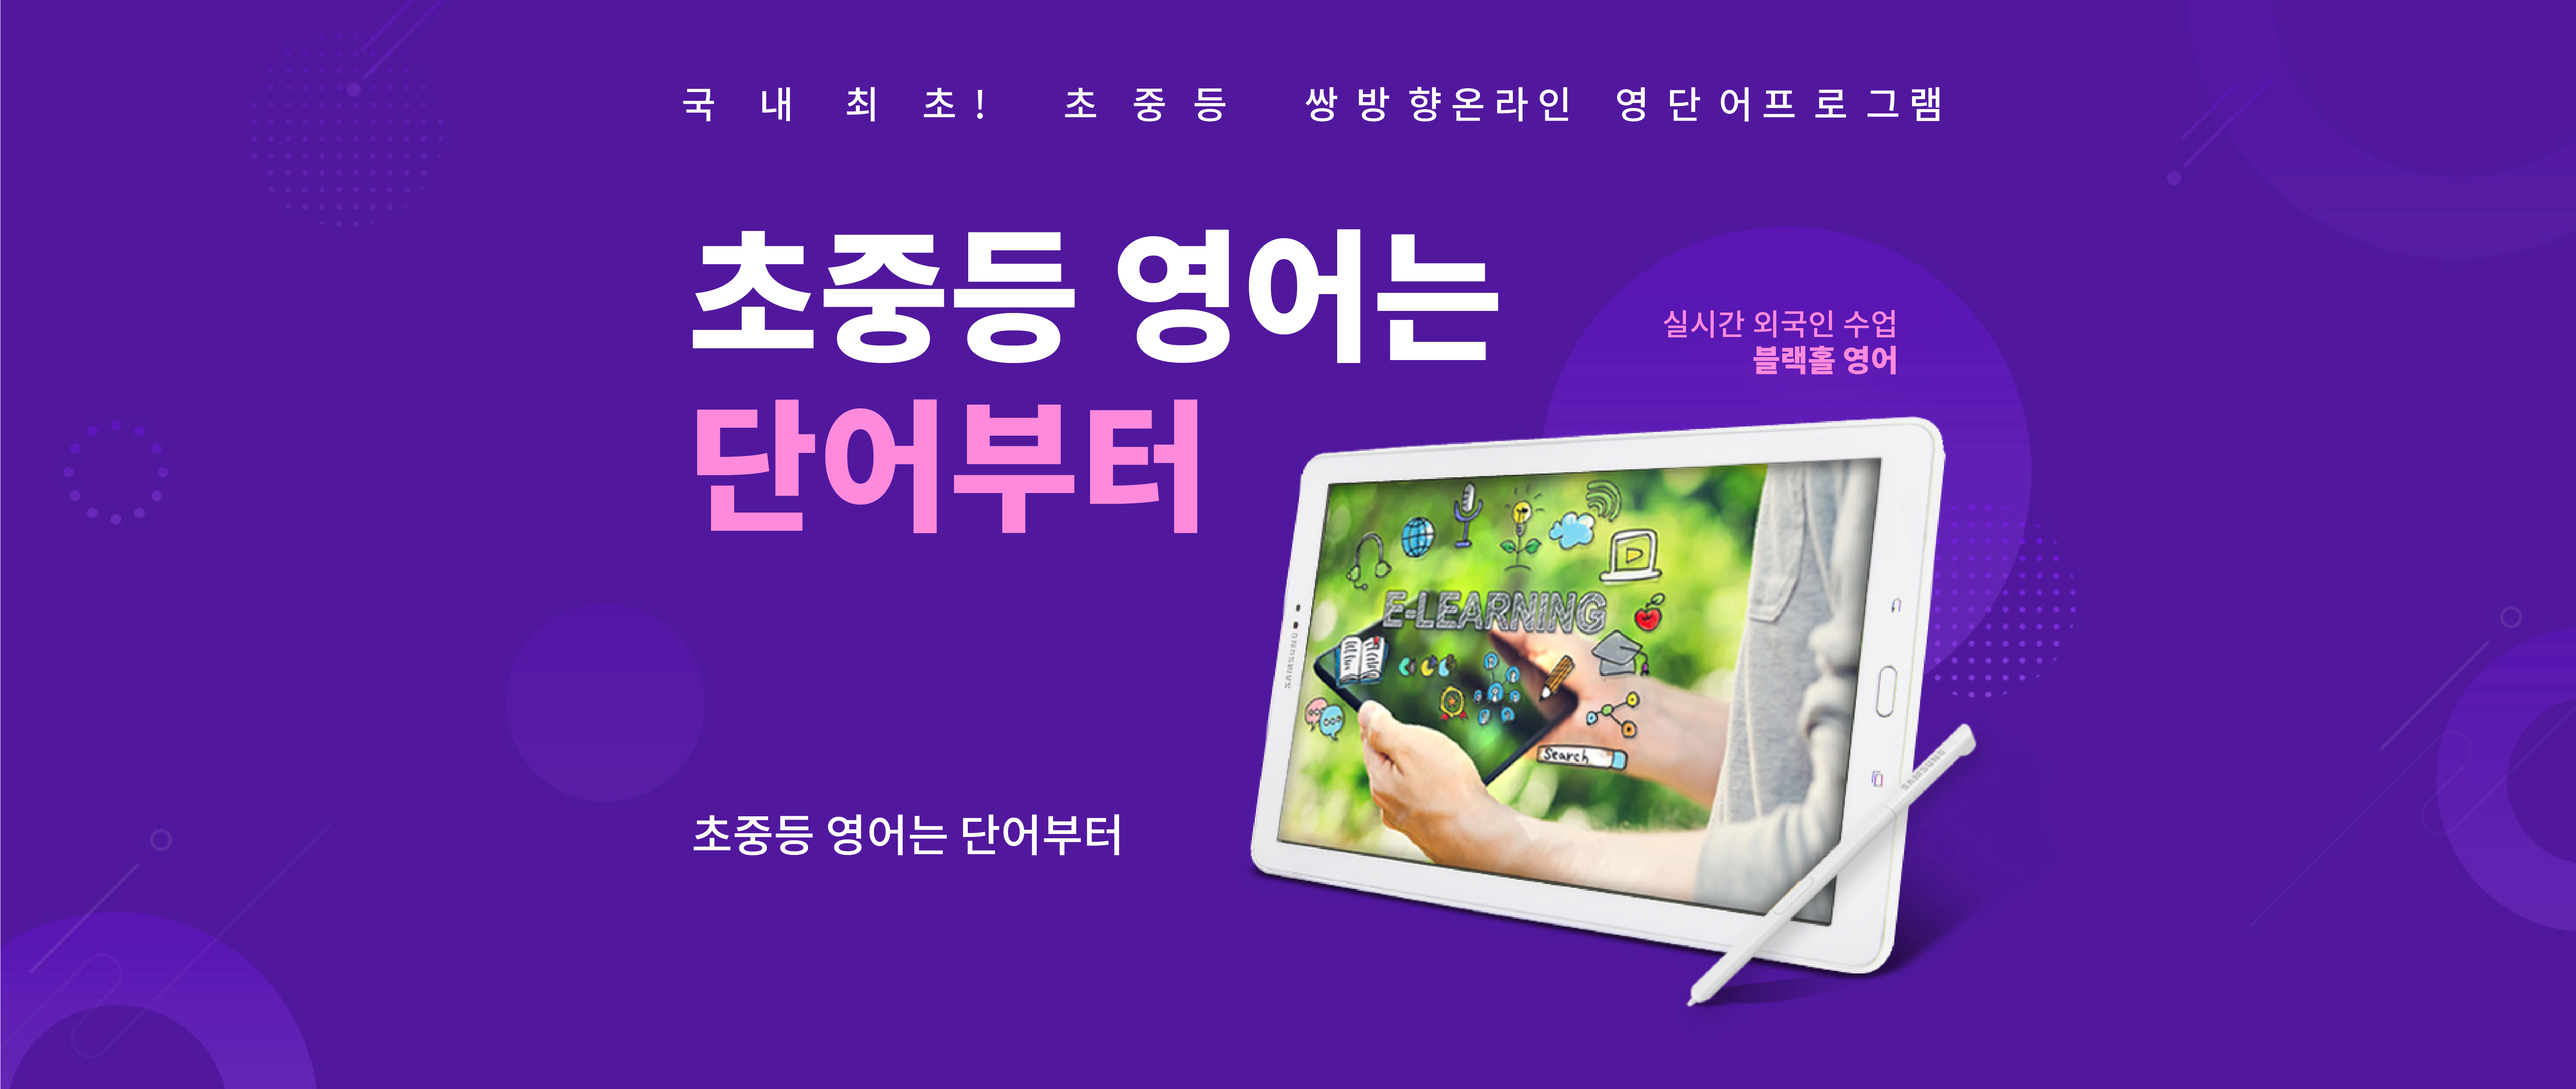 국 내 최 초! 초 중 등 쌍방향온라인 영단어프로그램
초중등 영어는
단어부터
실시간 외국인 수업
블랙홀 영어
E-LEARNING
Search
SAMSUNG
SAMSUNG
초중등 영어는 단어부터